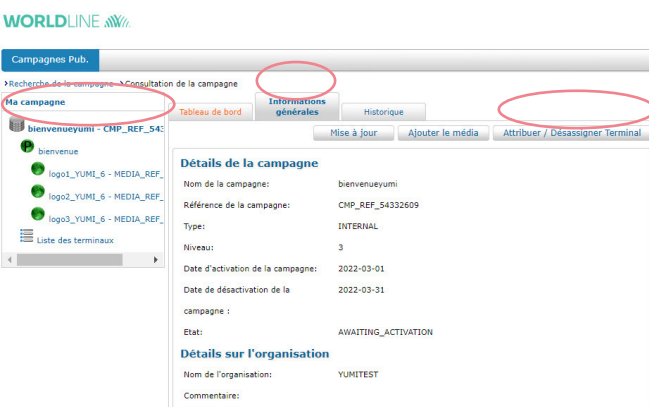 WORLDLINE
Campagnes Pub.
Recherche de la campagne Consultation de la campagne
Ma campagne
bienvenueyumi - CMP_REF_543
bienvenue
logo1_YUMI_6 - MEDIA_REF_
logo2_YUMI_6 - MEDIA_REF_
logo3_YUMI_6 - MEDIA_REF_
Liste des terminaux
Tableau de bord
Informations
générales
Historique
Mise à jour
Ajouter le média
Attribuer / Désassigner Terminal
Détails de la campagne
Nom de la campagne: bienvenueyumi
Référence de la campagne: CMP_REF_54332609
Type: INTERNAL
Niveau: 3
Date d'activation de la campagne: 2022-03-01
Date de désactivation de la 2022-03-31
campagne :
Etat: AWAITING_ACTIVATION
Détails sur l'organisation
Nom de l'organisation: YUMITEST
Commentaire: